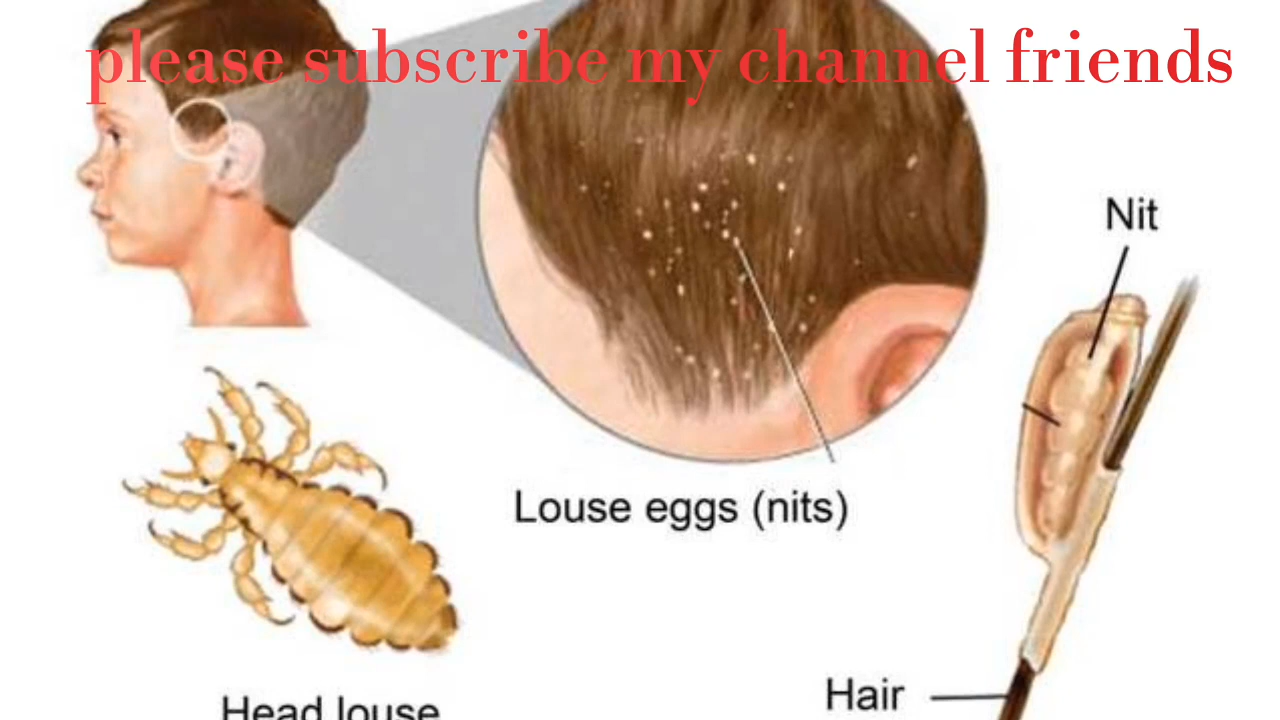 please subscribe my channel friends
Nit
Louse eggs (nits)
Hair
Head louse